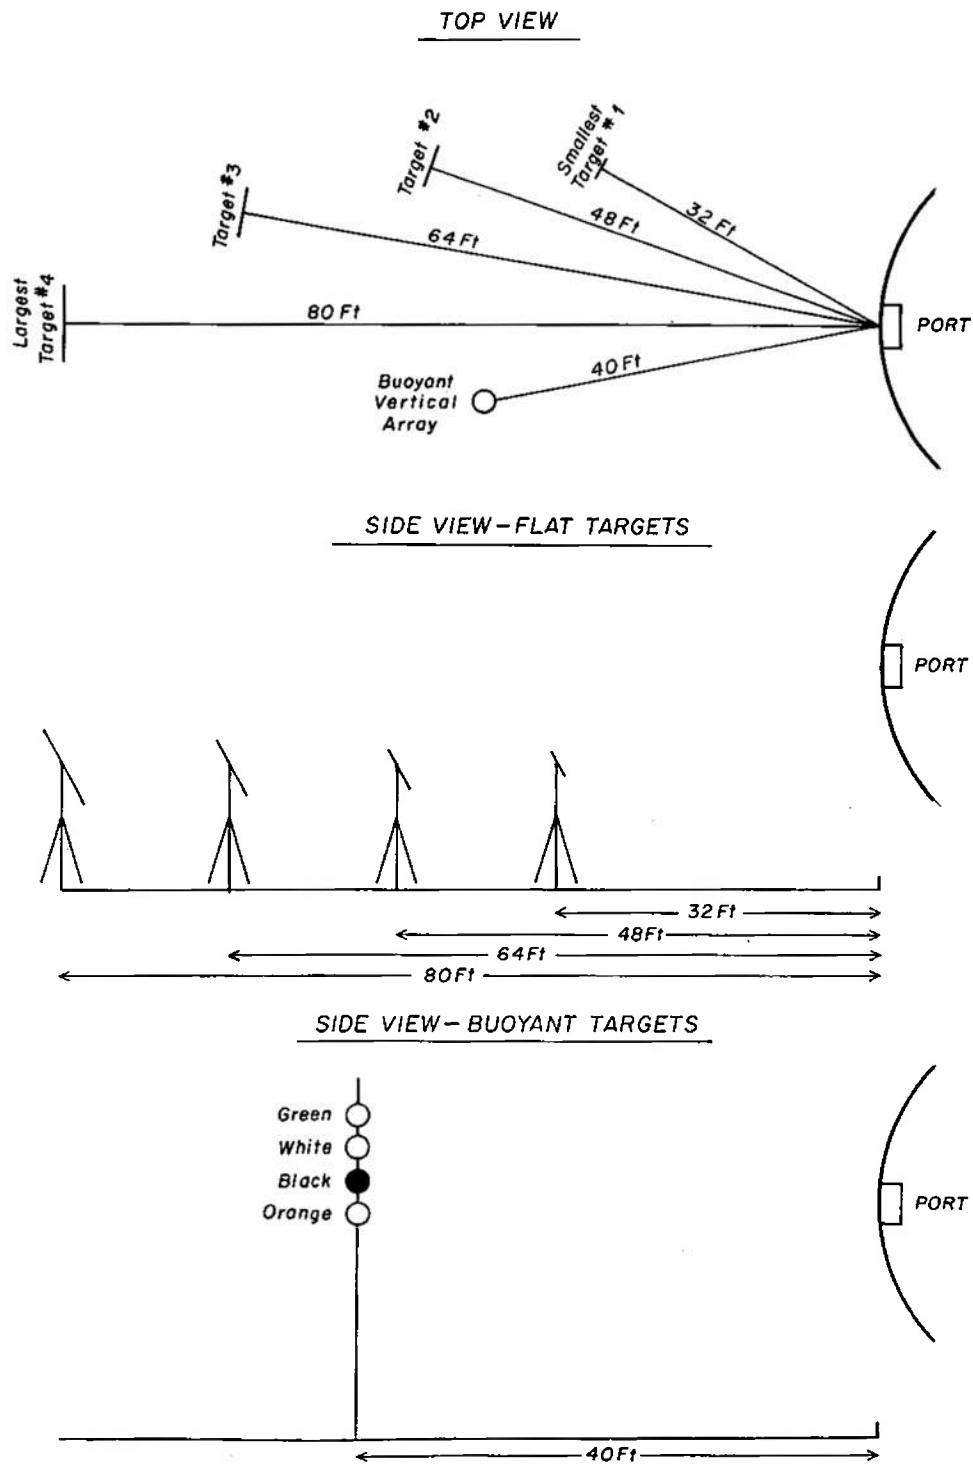 TOP VIEW
Smallest
Target #1
Target #2
Target #3
Largest
Target #4
32 Ft
48 Ft
64 Ft
80 Ft
40 Ft
PORT
Buoyant
Vertical
Array
SIDE VIEW-FLAT TARGETS
PORT
32 Ft
48 Ft
64 Ft
80 Ft
SIDE VIEW-BUOYANT TARGETS
Green
White
Black
Orange
PORT
40 Ft